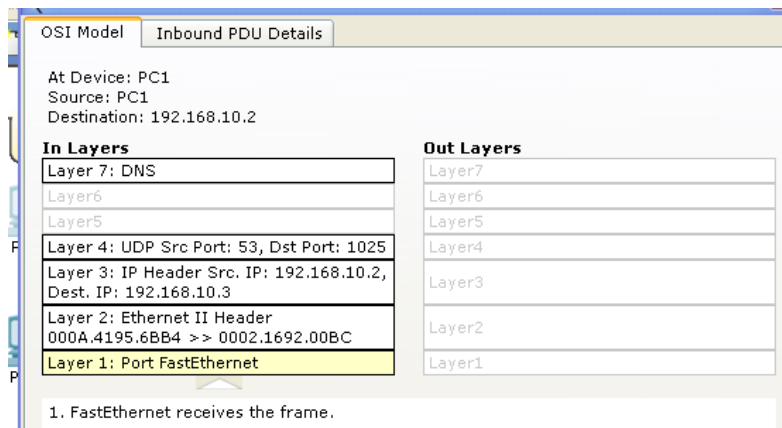 OSI Model
Inbound PDU Details
At Device: PC1
Source: PC1
Destination: 192.168.10.2
In Layers
Out Layers
Layer 7: DNS
Layer7
Layer6
Layer6
Layer5
Layer5
Layer 4: UDP Src Port: 53, Dst Port: 1025
Layer4
Layer 3: IP Header Src. IP: 192.168.10.2,
Dest. IP: 192.168.10.3
Layer3
Layer 2: Ethernet II Header
000A.4195.6BB4 >> 0002.1692.00BC
Layer2
Layer 1: Port FastEthernet
Layer1
1. FastEthernet receives the frame.